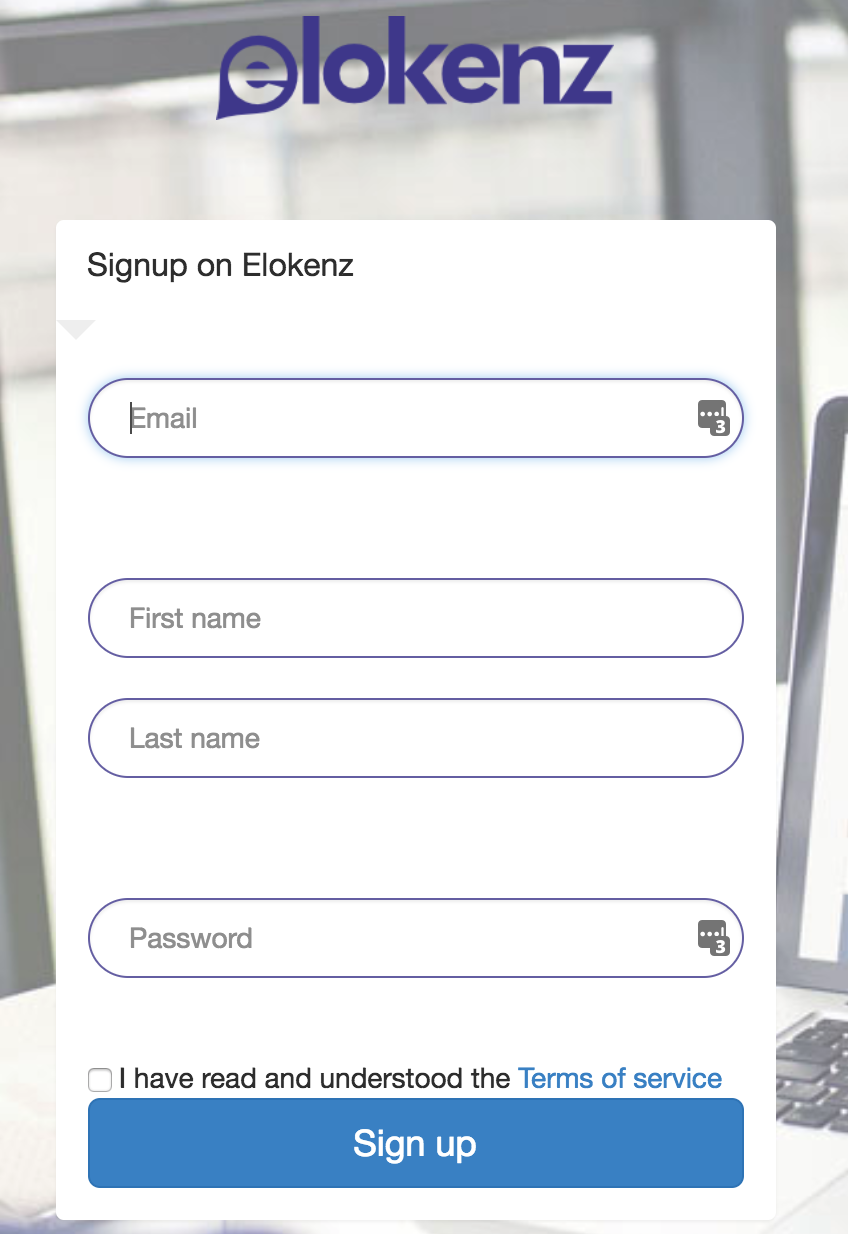 elokenz
Signup on Elokenz
Email
3
First name
Last name
Password
3
I have read and understood the Terms of service
Sign up